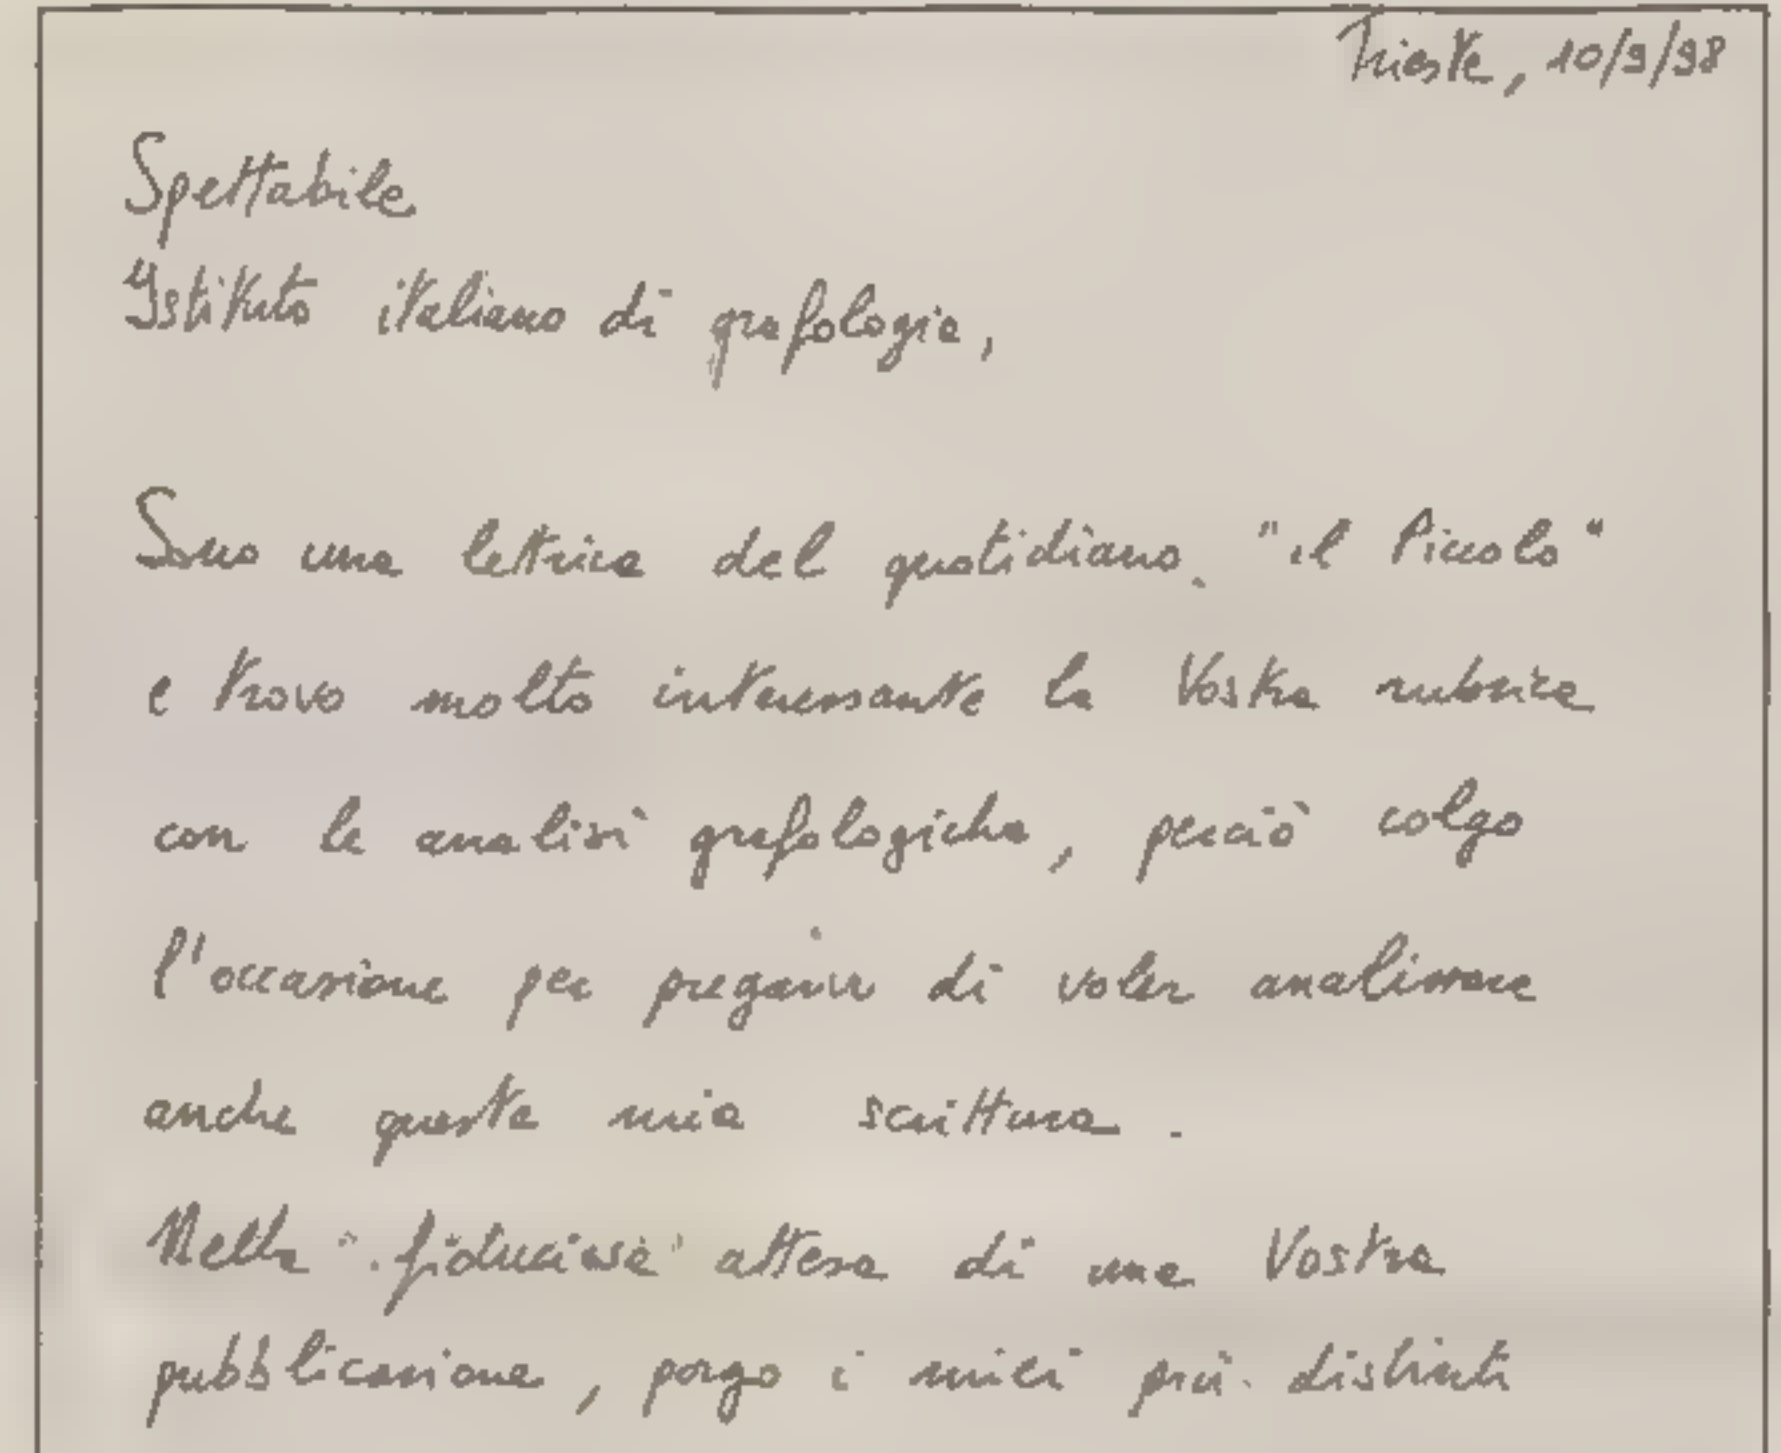 Trieste, 10/9/98
Spettabile
Istituto italiano di grafologia,
Sono una lettrice del quotidiano "il Piccolo"
e trovo molto interessante la Vostra rubrica
con le analisi grafologiche, perciò colgo
l'occasione per pregarvi di voler analizzare
anche questa mia scrittura.
Nella "fiduciosa" attesa di una Vostra
pubblicazione, porgo i miei più distinti